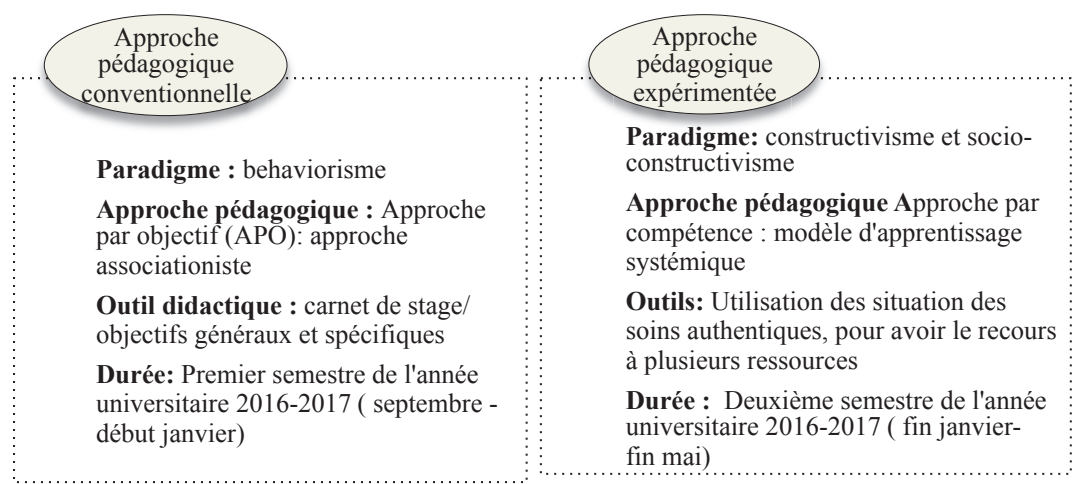 Approche
pédagogique
conventionnelle
Paradigme : behaviorisme
Approche pédagogique : Approche
par objectif (APO): approche
associationiste
Outil didactique : carnet de stage/
objectifs généraux et spécifiques
Durée: Premier semestre de l'année
universitaire 2016-2017 ( septembre -
début janvier)
Approche
pédagogique
expérimentée
Paradigme: constructivisme et socio-
constructivisme
Approche pédagogique Approche par
compétence : modèle d'apprentissage
systémique
Outils: Utilisation des situation des
soins authentiques, pour avoir le recours
à plusieurs ressources
Durée : Deuxième semestre de l'année
universitaire 2016-2017 ( fin janvier-
fin mai)